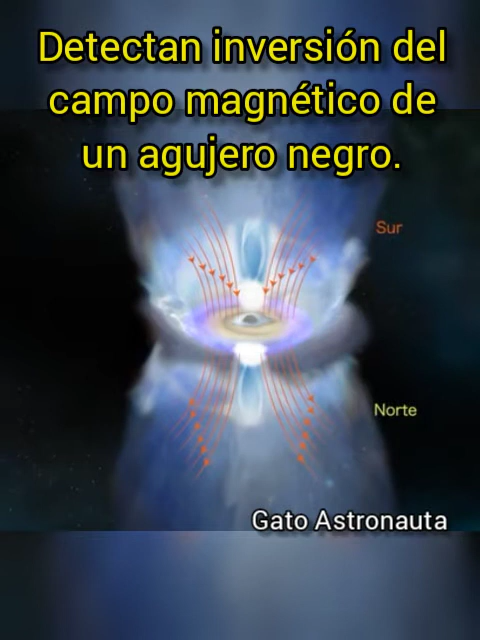 Detectan inversión del
campo magnético de
un agujero negro.
Sur
Norte
Gato Astronauta